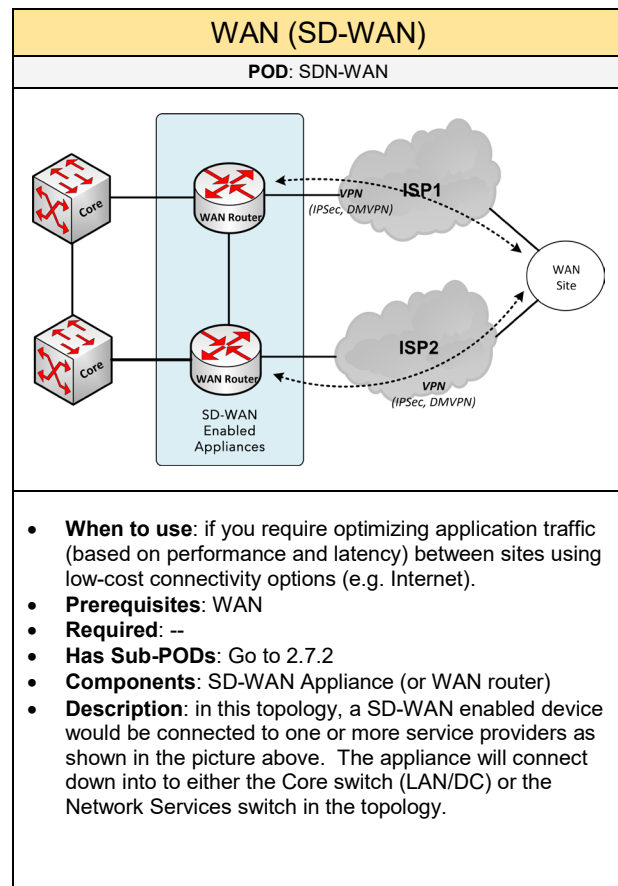 WAN (SD-WAN)
POD: SDN-WAN
Core
WAN Router
VPN
(IPSec, DMVPN)
ISP1
WAN
Site
Core
WAN Router
ISP2
VPN
(IPSec, DMVPN)
SD-WAN
Enabled
Appliances
• When to use: if you require optimizing application traffic
(based on performance and latency) between sites using
low-cost connectivity options (e.g. Internet).
• Prerequisites: WAN
• Required: --
• Has Sub-PODs: Go to 2.7.2
• Components: SD-WAN Appliance (or WAN router)
• Description: in this topology, a SD-WAN enabled device
would be connected to one or more service providers as
shown in the picture above. The appliance will connect
down into to either the Core switch (LAN/DC) or the
Network Services switch in the topology.